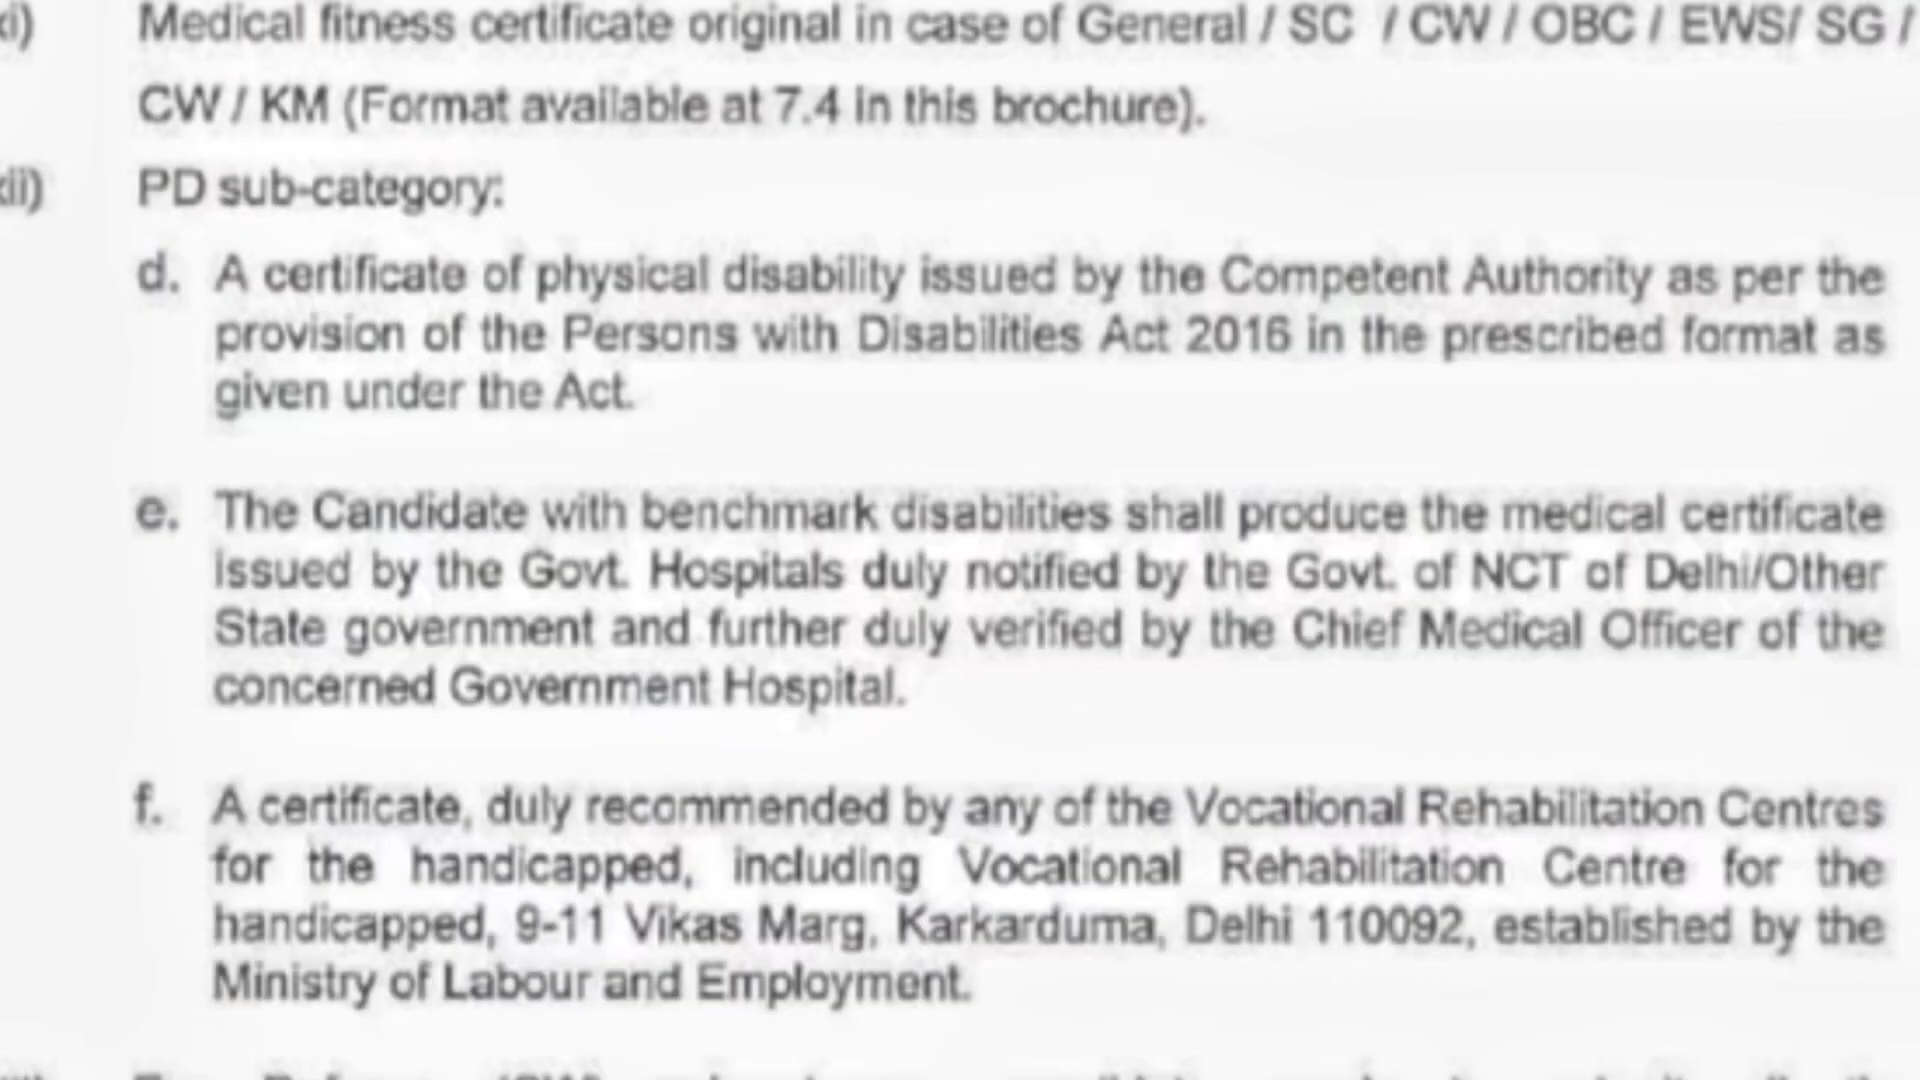 xi) Medical fitness certificate original in case of General / SC / CW / OBC / EWS/ SG /
CW / KM (Format available at 7.4 in this brochure).
xii) PD sub-category:
d. A certificate of physical disability issued by the Competent Authority as per the
provision of the Persons with Disabilities Act 2016 in the prescribed format as
given under the Act.
e. The Candidate with benchmark disabilities shall produce the medical certificate
issued by the Govt. Hospitals duly notified by the Govt. of NCT of Delhi/Other
State government and further duly verified by the Chief Medical Officer of the
concerned Government Hospital.
f. A certificate, duly recommended by any of the Vocational Rehabilitation Centres
for the handicapped, including Vocational Rehabilitation Centre for the
handicapped, 9-11 Vikas Marg, Karkarduma, Delhi 110092, established by the
Ministry of Labour and Employment.